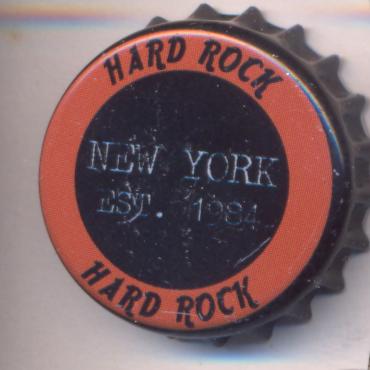 HARD ROCK
NEW YORK
EST. 1984
HARD ROCK